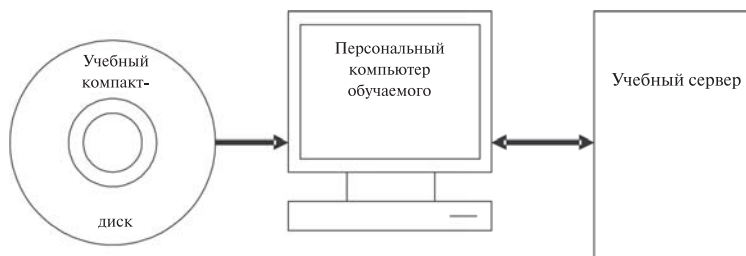 Учебный
компакт-
диск
Персональный
компьютер
обучаемого
Учебный сервер